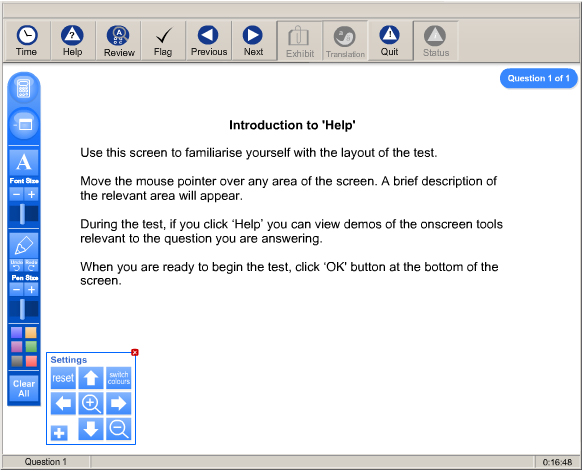 Time Help Review Flag Previous Next Exhibit Translation Quit Status
Question 1 of 1
Introduction to 'Help'
Use this screen to familiarise yourself with the layout of the test.
Move the mouse pointer over any area of the screen. A brief description of
the relevant area will appear.
During the test, if you click ‘Help’ you can view demos of the onscreen tools
relevant to the question you are answering.
When you are ready to begin the test, click ‘OK’ button at the bottom of the
screen.
A
Font Size
Undo Redo
Pen Size
Clear
All
Settings
reset
switch
colours
Question 1
0:16:48